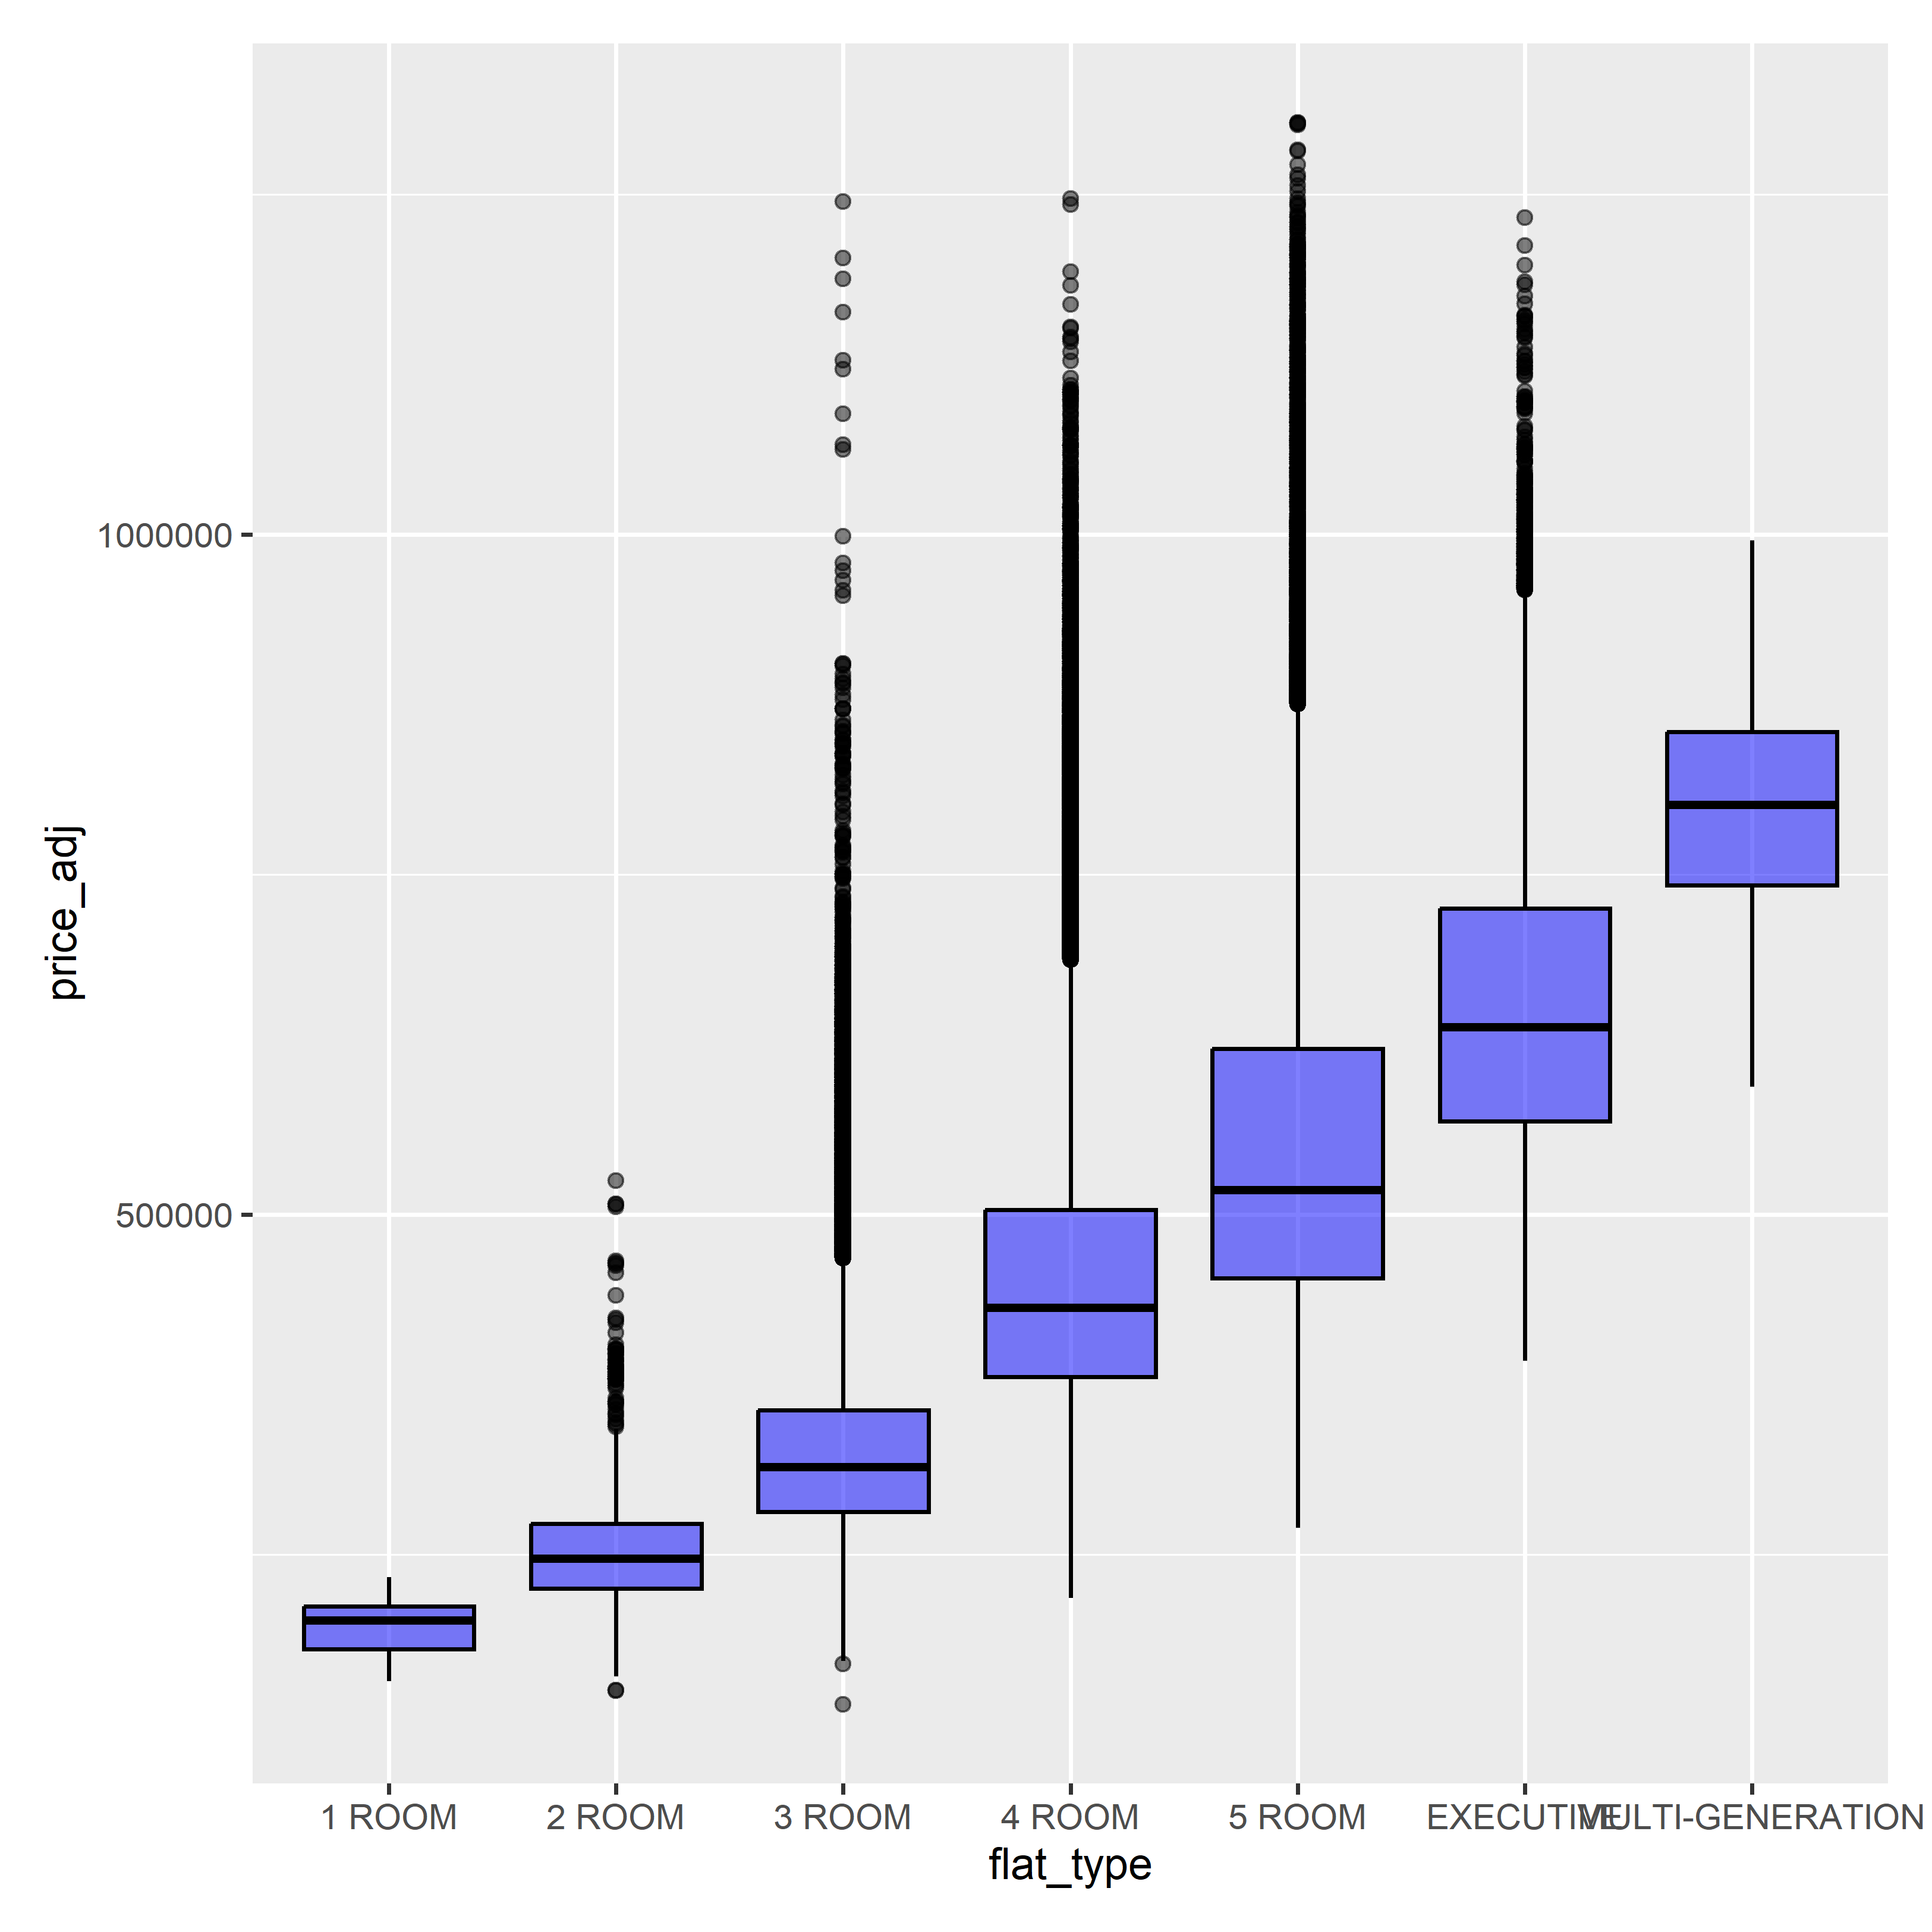 price_adj
1000000
500000
1 ROOM
2 ROOM
3 ROOM
4 ROOM
5 ROOM
EXECUTIVE
MULTI-GENERATION
flat_type